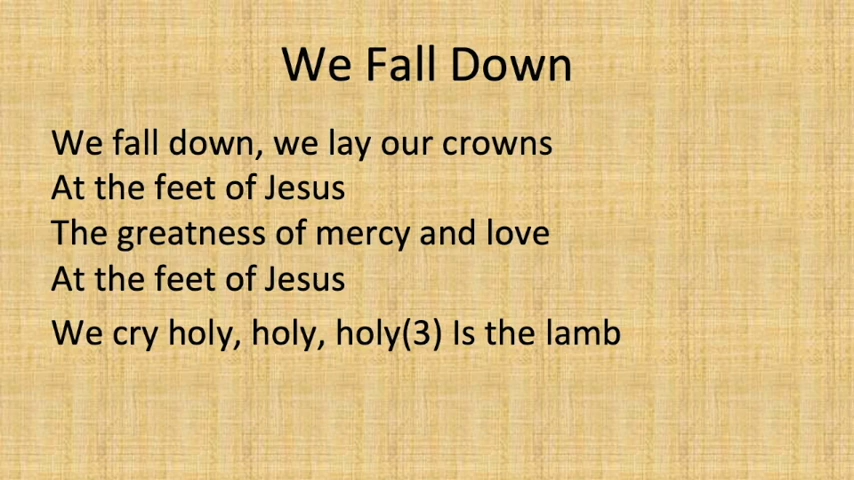 We Fall Down
We fall down, we lay our crowns
At the feet of Jesus
The greatness of mercy and love
At the feet of Jesus
We cry holy, holy, holy(3) Is the lamb